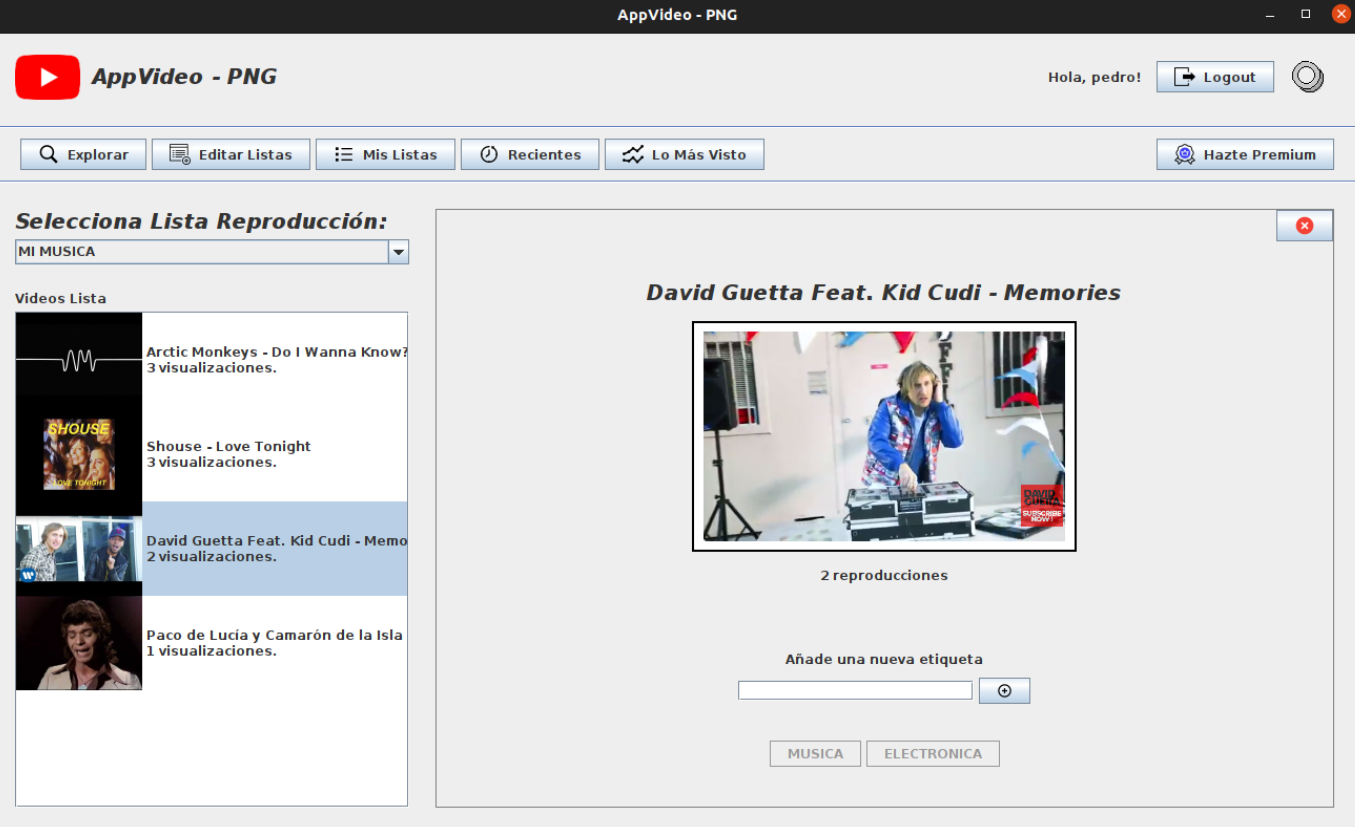 AppVideo - PNG
AppVideo - PNG
Hola, pedro!
Logout
Explorar
Editar Listas
Mis Listas
Recientes
Lo Más Visto
Hazte Premium
Selecciona Lista Reproducción:
MI MUSICA
Videos Lista
Arctic Monkeys - Do I Wanna Know?
3 visualizaciones.
SHOUSE
LOVE TONIGHT
Shouse - Love Tonight
3 visualizaciones.
David Guetta Feat. Kid Cudi - Memo
2 visualizaciones.
Paco de Lucía y Camarón de la Isla
1 visualizaciones.
David Guetta Feat. Kid Cudi - Memories
DAVID
GUETTA
SUBSCRIBE
NOW!
2 reproducciones
Añade una nueva etiqueta
MUSICA
ELECTRONICA